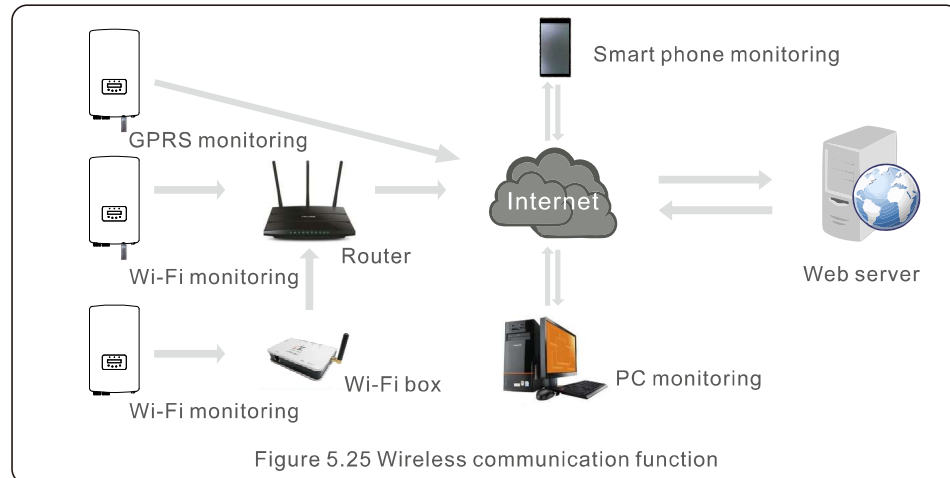 Smart phone monitoring
GPRS monitoring
Internet
Router
Wi-Fi monitoring
Web server
Wi-Fi box
PC monitoring
Wi-Fi monitoring
Figure 5.25 Wireless communication function